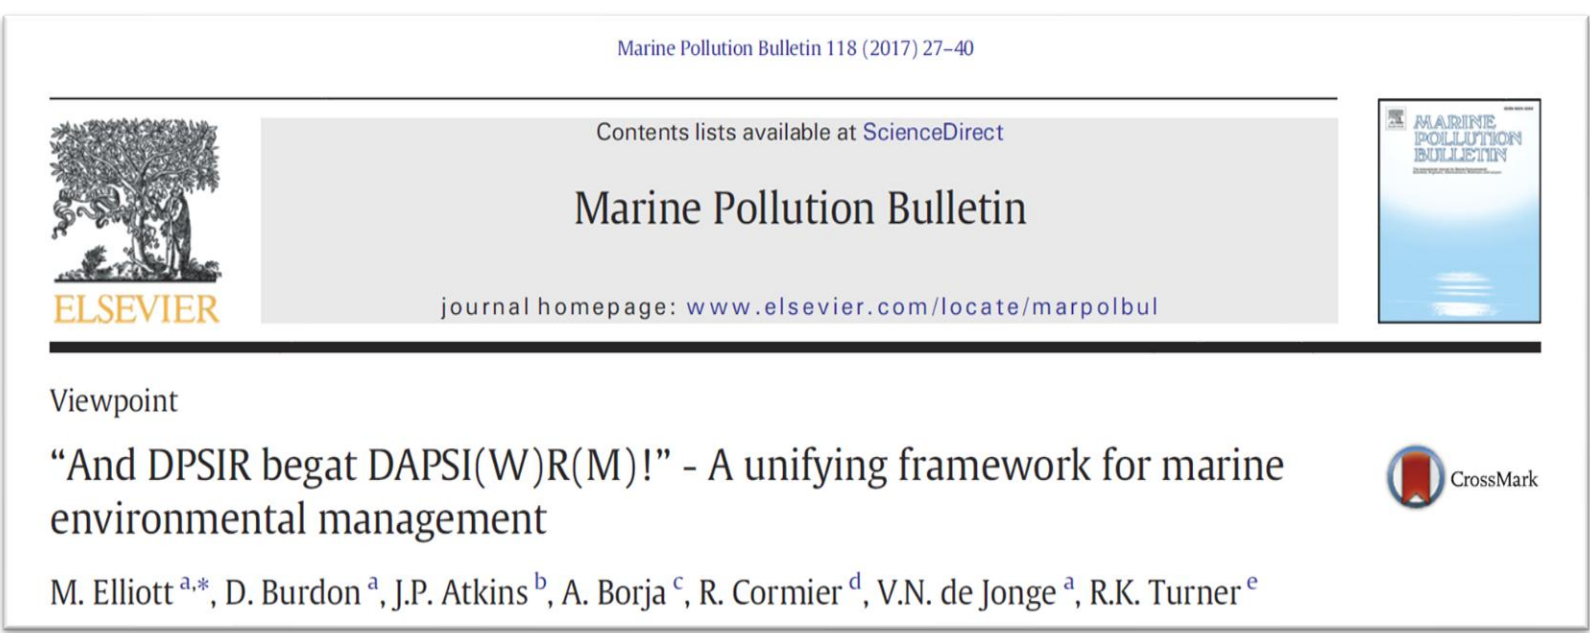 Marine Pollution Bulletin 118 (2017) 27–40
Contents lists available at ScienceDirect
Marine Pollution Bulletin
journal homepage: www.elsevier.com/locate/marpolbul
ELSEVIER
MARINE
POLLUTION
BULLETIN
Viewpoint
“And DPSIR begat DAPSI(W)R(M)!” - A unifying framework for marine
environmental management
CrossMark
M. Elliott a,*, D. Burdon a, J.P. Atkins b, A. Borja c, R. Cormier d, V.N. de Jonge a, R.K. Turner e